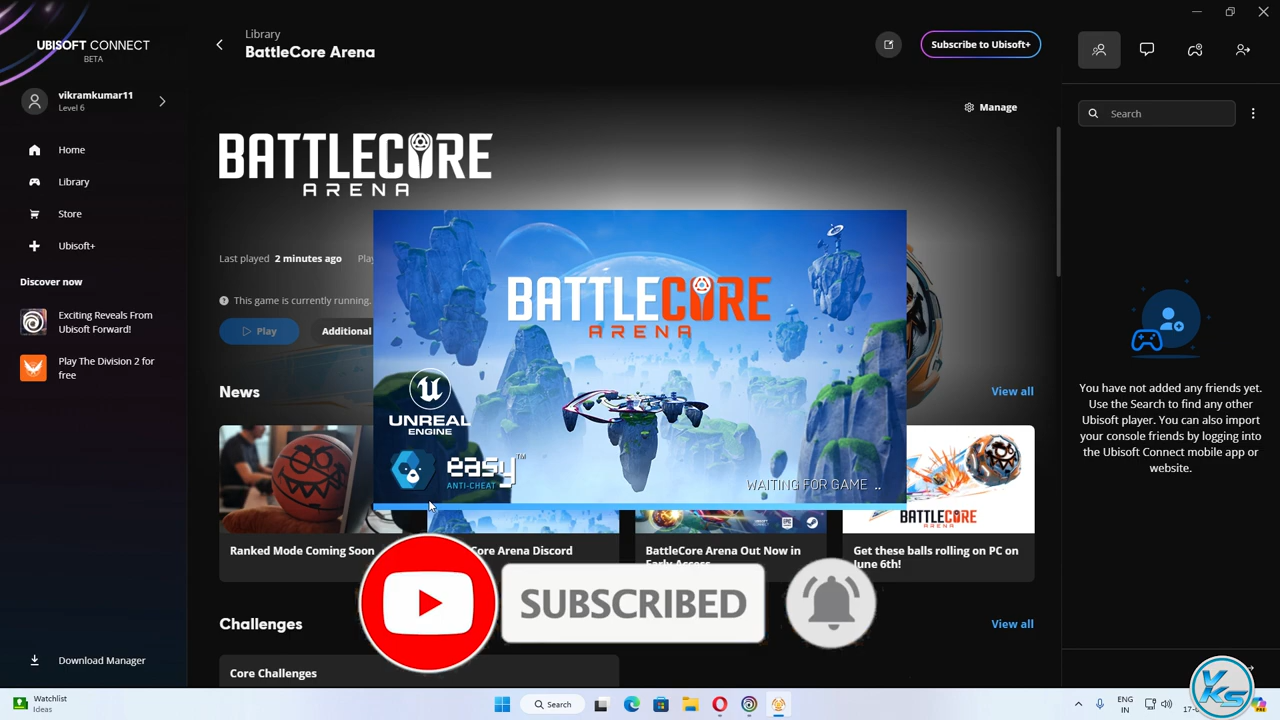 UBISOFT CONNECT
BETA
vikramkumar11
Level 6
Home
Library
Store
Ubisoft+
Discover now
Exciting Reveals From
Ubisoft Forward!
Play The Division 2 for
free
Download Manager
Library
BattleCore Arena
Subscribe to Ubisoft+
Manage
BATTLECORE
ARENA
Last played 2 minutes ago
This game is currently running.
Play
Additional
BATTLECORE
ARENA
UNREAL
ENGINE
easy™
ANTI-CHEAT
WAITING FOR GAME ..
News
View all
Ranked Mode Coming Soon
Core Arena Discord
BattleCore Arena Out Now in
Early Access
BATTLECORE
ARENA
Get these balls rolling on PC on
June 6th!
SUBSCRIBED
Challenges
View all
Core Challenges
Search
You have not added any friends yet.
Use the Search to find any other
Ubisoft player. You can also import
your console friends by logging into
the Ubisoft Connect mobile app or
website.
Watchlist
Ideas
Search
ENG
IN
YKS